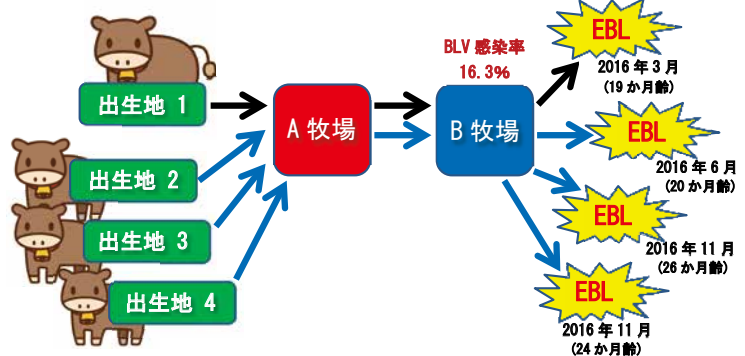 出生地 1
出生地 2
出生地 3
出生地 4
A 牧場
BLV 感染率
16.3%
B 牧場
EBL
2016 年 3 月
(19 か月齢)
EBL
2016 年 6 月
(20 か月齢)
EBL
2016 年 11 月
(26 か月齢)
EBL
2016 年 11 月
(24 か月齢)